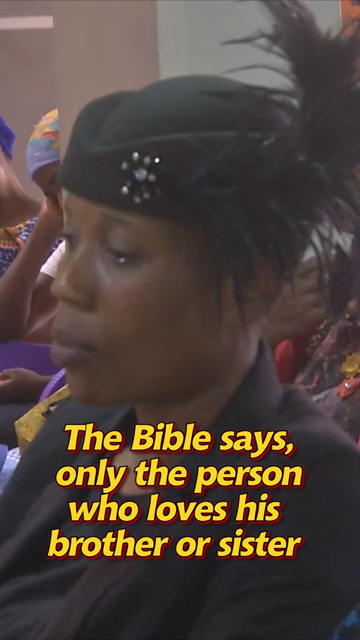 The Bible says,
only the person
who loves his
brother or sister